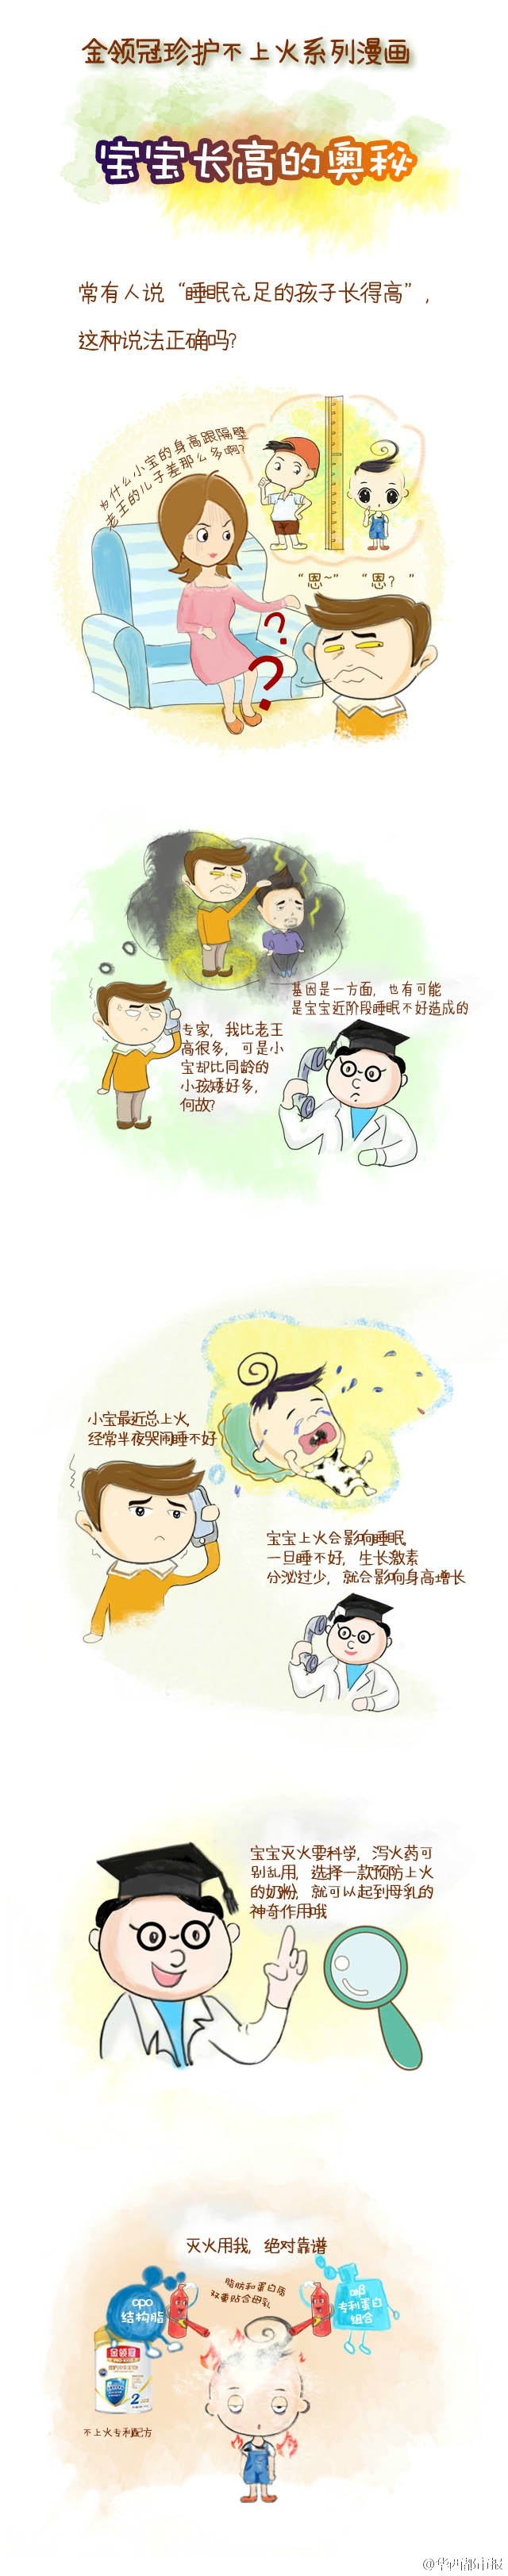 金领冠珍护不上火系列漫画
宝宝长高的奥秘
常有人说“睡眠充足的孩子长得高”,
这种说法正确吗?
为什么小宝的身高跟隔壁
老王的儿子差那么多啊?
“恩~” “恩? ”
?
?
基因是一方面, 也有可能
是宝宝近阶段睡眠不好造成的
专家, 我比老王
高很多, 可是小
宝却比同龄的
小孩矮好多,
何故?
小宝最近总上火,
经常半夜哭闹睡不好
宝宝上火会影响睡眠,
一旦睡不好, 生长激素
分泌过少, 就会影响身高增长
宝宝灭火要科学, 泻火药可
别乱用, 选择一款预防上火
的奶粉, 就可以起到母乳的
神奇作用哦
灭火用我, 绝对靠谱
脂肪和蛋白质
双重贴合母乳
opo
结构脂
αβ
专利蛋白
组合
金领冠
2
不上火专利配方
@华西都市报